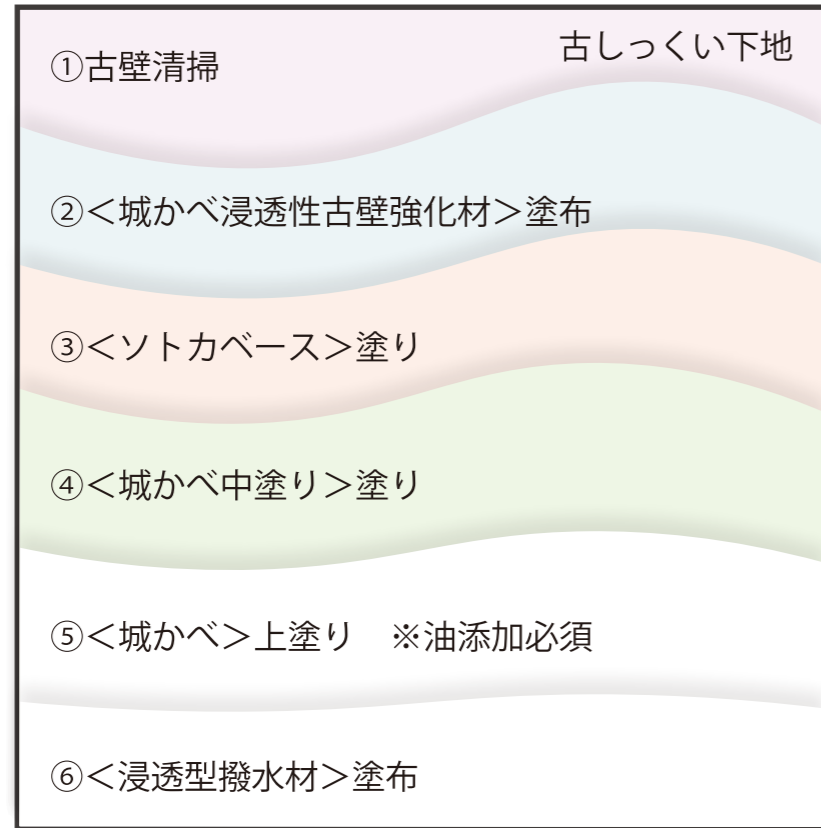 古しっくい下地
①古壁清掃
②＜城かべ浸透性古壁強化材＞塗布
③＜ソトカベース＞塗り
④＜城かべ中塗り＞塗り
⑤＜城かべ＞上塗り　※油添加必須
⑥＜浸透型撥水材＞塗布